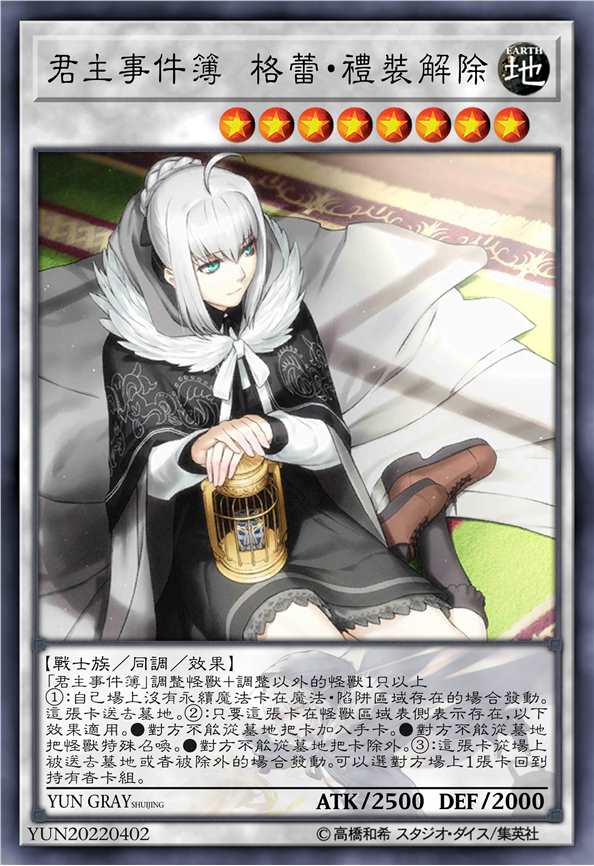 君主事件簿 格蕾·禮裝解除
EARTH
地
【戰士族／同調／效果】
「君主事件簿」調整怪獸+調整以外的怪獸1只以上
①：自己場上沒有永續魔法卡在魔法·陷阱區域存在的場合發動。
這張卡送去墓地。②：只要這張卡在怪獸區域表側表示存在，以下
效果適用。●對方不能從墓地把卡加入手卡。●對方不能從墓地
把怪獸特殊召喚。●對方不能從墓地把卡除外。③：這張卡從場上
被送去墓地或者被除外的場合發動。可以選對方場上1張卡回到
持有者卡組。
YUN GRAY SHUIJING
ATK/2500 DEF/2000
YUN20220402
©高橋和希 スタジオ·ダイス/集英社